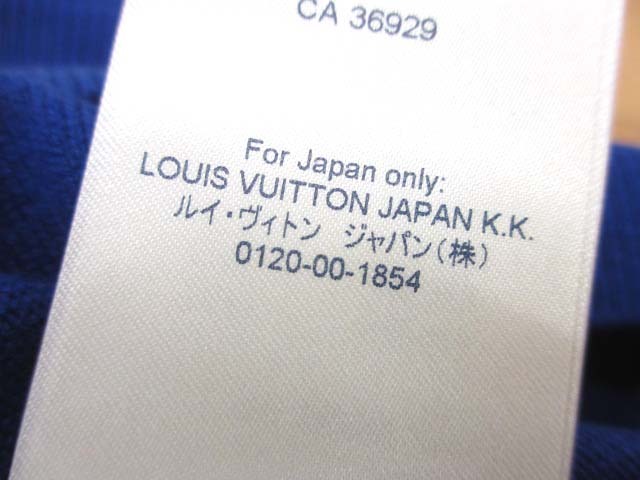 CA 36929
For Japan only:
LOUIS VUITTON JAPAN K.K.
ルイ・ヴィトン ジャパン(株)
0120-00-1854